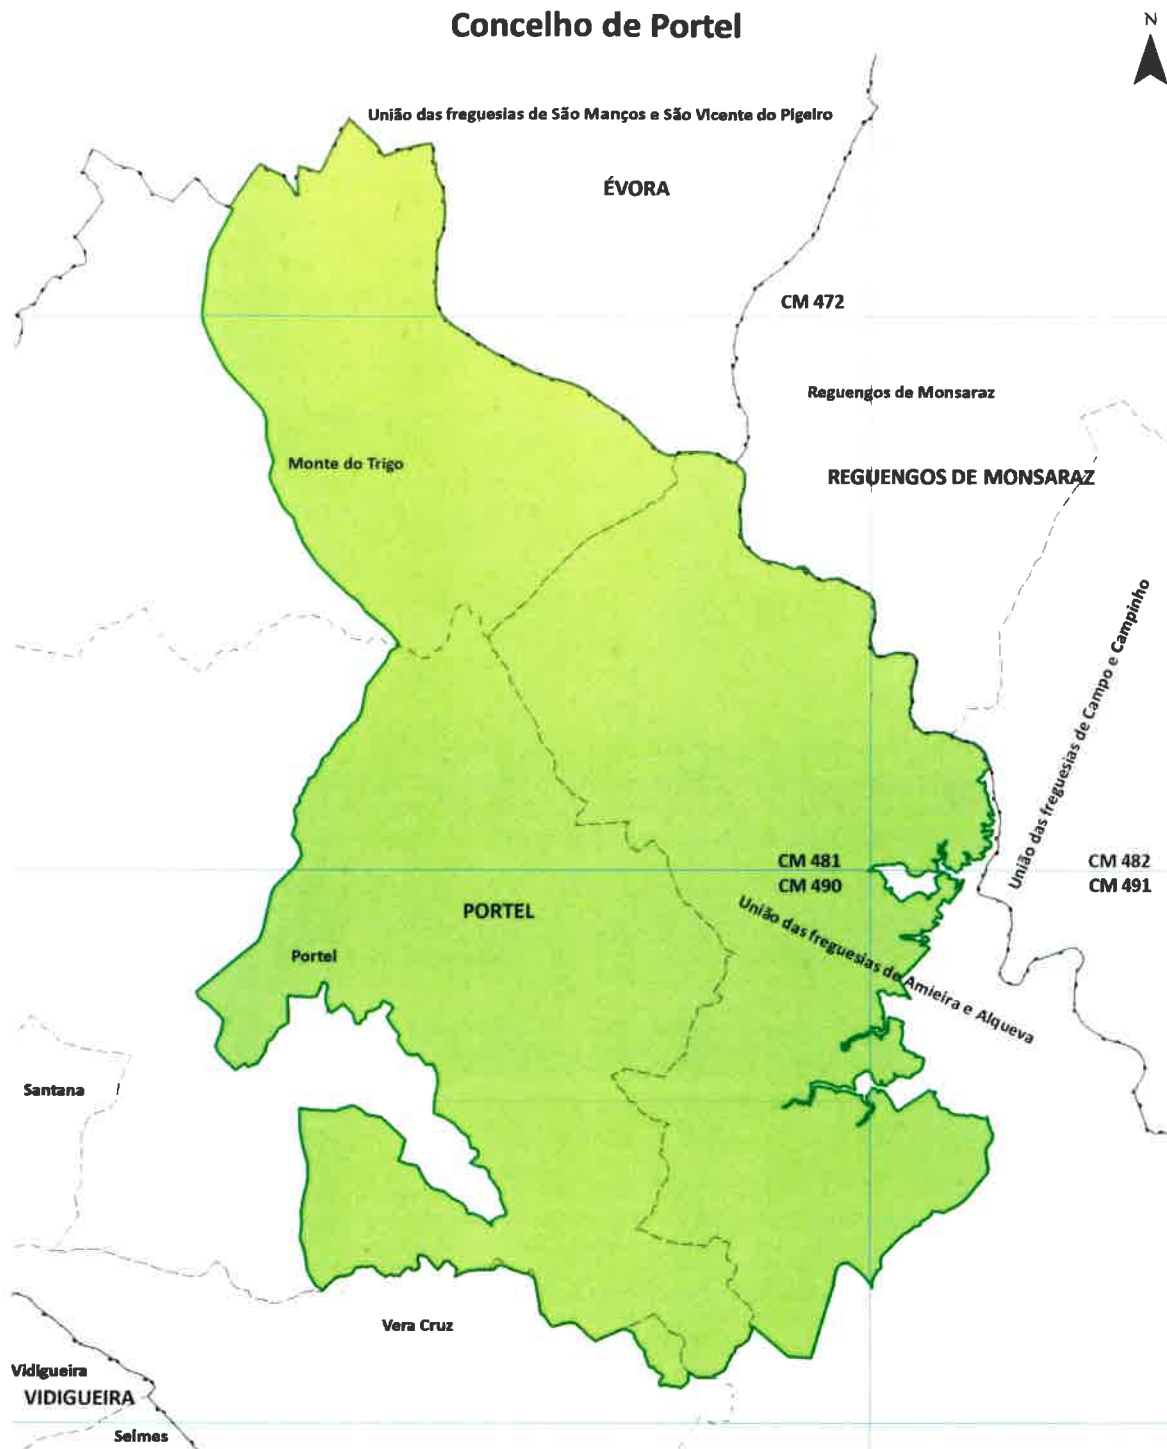 Concelho de Portel
N
União das freguesias de São Manços e São Vicente do Pigeiro
ÉVORA
CM 472
Reguengos de Monsaraz
Monte do Trigo
REGUENGOS DE MONSARAZ
União das freguesias de Campo e Campinho
CM 481
CM 482
CM 490
CM 491
PORTEL
União das freguesias de Amieira e Alqueva
Portel
Santana
Vera Cruz
Vidigueira
VIDIGUEIRA
Selmes